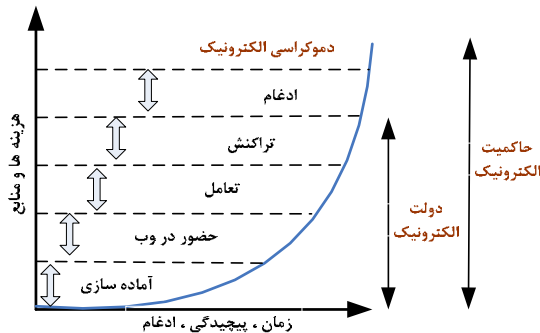 دموکراسی الکترونیک
ادغام
تراکنش
تعامل
حضور در وب
آماده سازی
هزینه ها و منابع
زمان ، پیچیدگی ، ادغام
دولت
الکترونیک
حاکمیت
الکترونیک